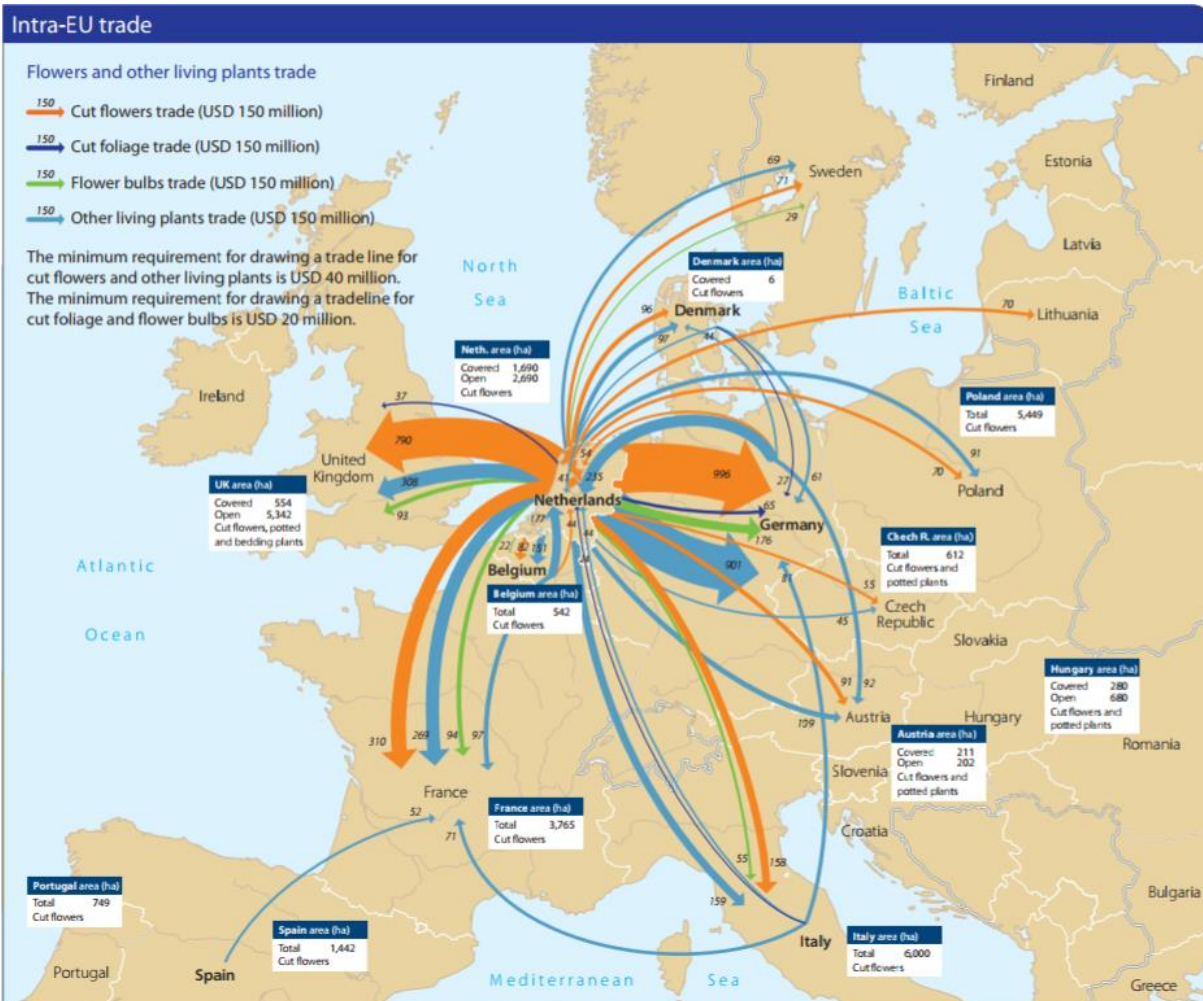 Intra-EU trade
Flowers and other living plants trade
150 Cut flowers trade (USD 150 million)
150 Cut foliage trade (USD 150 million)
150 Flower bulbs trade (USD 150 million)
150 Other living plants trade (USD 150 million)
The minimum requirement for drawing a trade line for
cut flowers and other living plants is USD 40 million.
The minimum requirement for drawing a tradeline for
cut foliage and flower bulbs is USD 20 million.
Finland
Estonia
Latvia
69
Sweden
71
29
North
Sea
Denmark area (ha)
Covered 6
Cut flowers
Baltic
Sea
Denmark
96
97
44
70
Lithuania
Neth. area (ha)
Covered 1,690
Open 2,690
Cut flowers
Ireland
37
Poland area (ha)
Total 5,449
Cut flowers
790
United
Kingdom
308
93
UK area (ha)
Covered 554
Open 5,342
Cut flowers, potted
and bedding plants
54
41
235
Netherlands
996
27
61
65
Germany
176
91
70
Poland
177
44
44
22
82
151
Belgium
901
81
Chech R. area (ha)
Total 612
Cut flowers and
potted plants
Atlantic
Ocean
Belgium area (ha)
Total 542
Cut flowers
55
Czech
Republic
45
Slovakia
Hungary area (ha)
Covered 280
Open 680
Cut flowers and
potted plants
91
92
109
Austria
Hungary
Romania
Austria area (ha)
Covered 211
Open 202
Cut flowers and
potted plants
Slovenia
Croatia
310
269
94
97
France
52
71
France area (ha)
Total 3,765
Cut flowers
55
158
159
Portugal area (ha)
Total 749
Cut flowers
Spain area (ha)
Total 1,442
Cut flowers
Italy
Italy area (ha)
Total 6,000
Cut flowers
Bulgaria
Portugal
Spain
Mediterranean Sea
Greece